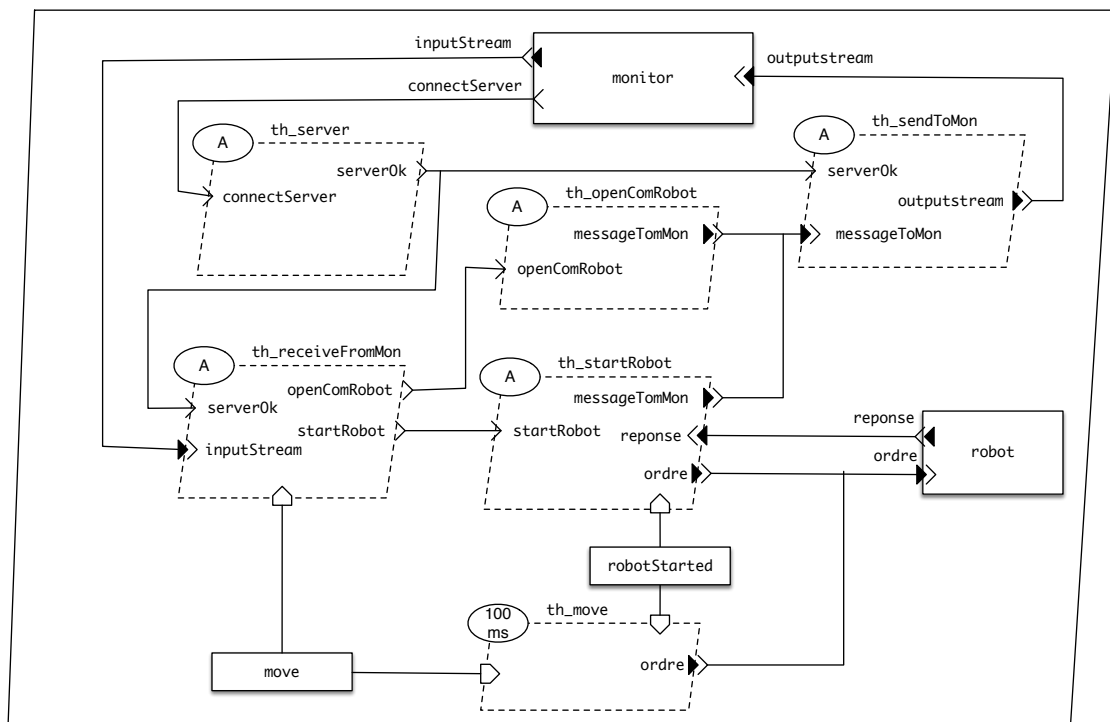 inputStream
outputstream
monitor
connectServer
A
th_server
A
th_sendToMon
serverOk
serverOk
A
th_openComRobot
connectServer
outputstream
messageTomMon
messageToMon
openComRobot
A
th_receiveFromMon
A
th_startRobot
openComRobot
messageTomMon
serverOk
reponse
startRobot
startRobot
reponse
inputStream
robot
ordre
ordre
robotStarted
100
ms
th_move
move
ordre